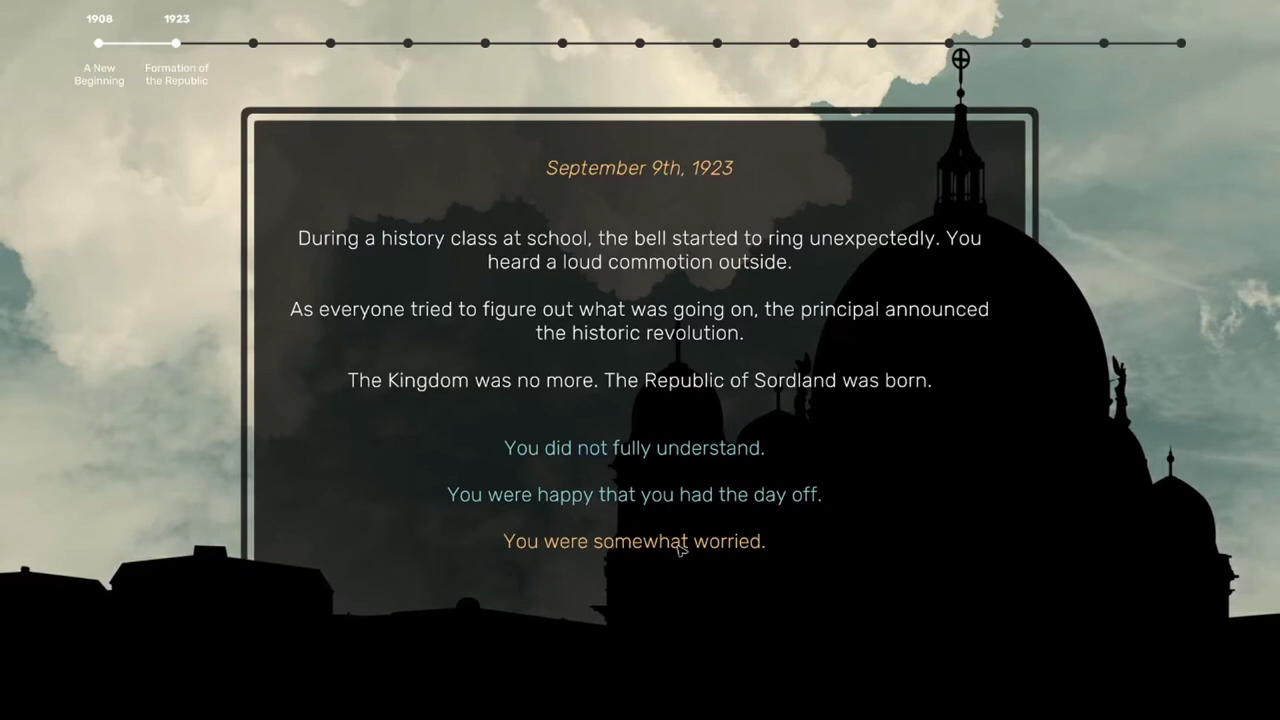 1908
1923
A New
Beginning
Formation of
the Republic
September 9th, 1923
During a history class at school, the bell started to ring unexpectedly. You
heard a loud commotion outside.
As everyone tried to figure out what was going on, the principal announced
the historic revolution.
The Kingdom was no more. The Republic of Sordland was born.
You did not fully understand.
You were happy that you had the day off.
You were somewhat worried.